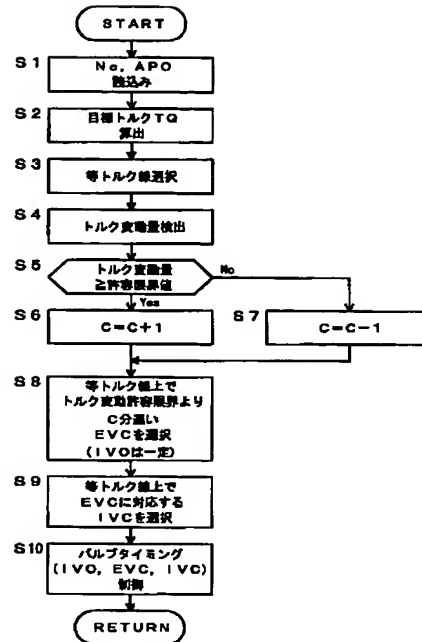 START
S1
Ne, APO
読込み
S2
目標トルクTQ
算出
S3
等トルク線選択
S4
トルク変動量検出
S5
トルク変動量
≧許容限界値
No
Yes
S6
C=C+1
S7
C=C-1
S8
等トルク線上で
トルク変動許容限界より
C分遅い
EVCを選択
(IVOは一定)
S9
等トルク線上で
EVCに対応する
IVCを選択
S10
バルブタイミング
(IVO, EVC, IVC)
制御
RETURN